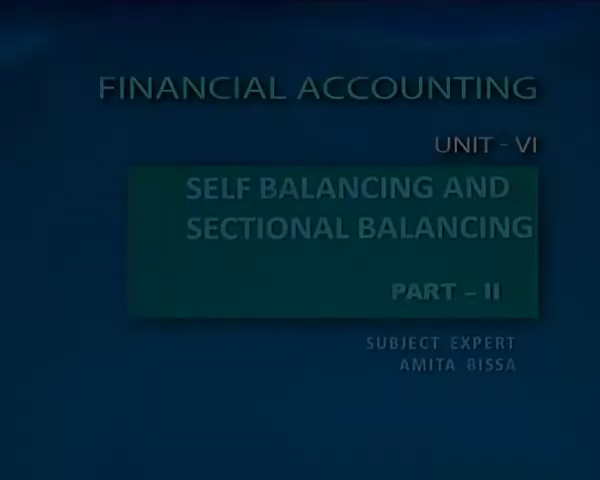 FINANCIAL ACCOUNTING
UNIT - VI
SELF BALANCING AND
SECTIONAL BALANCING
PART – II
SUBJECT EXPERT
AMITA BISSA